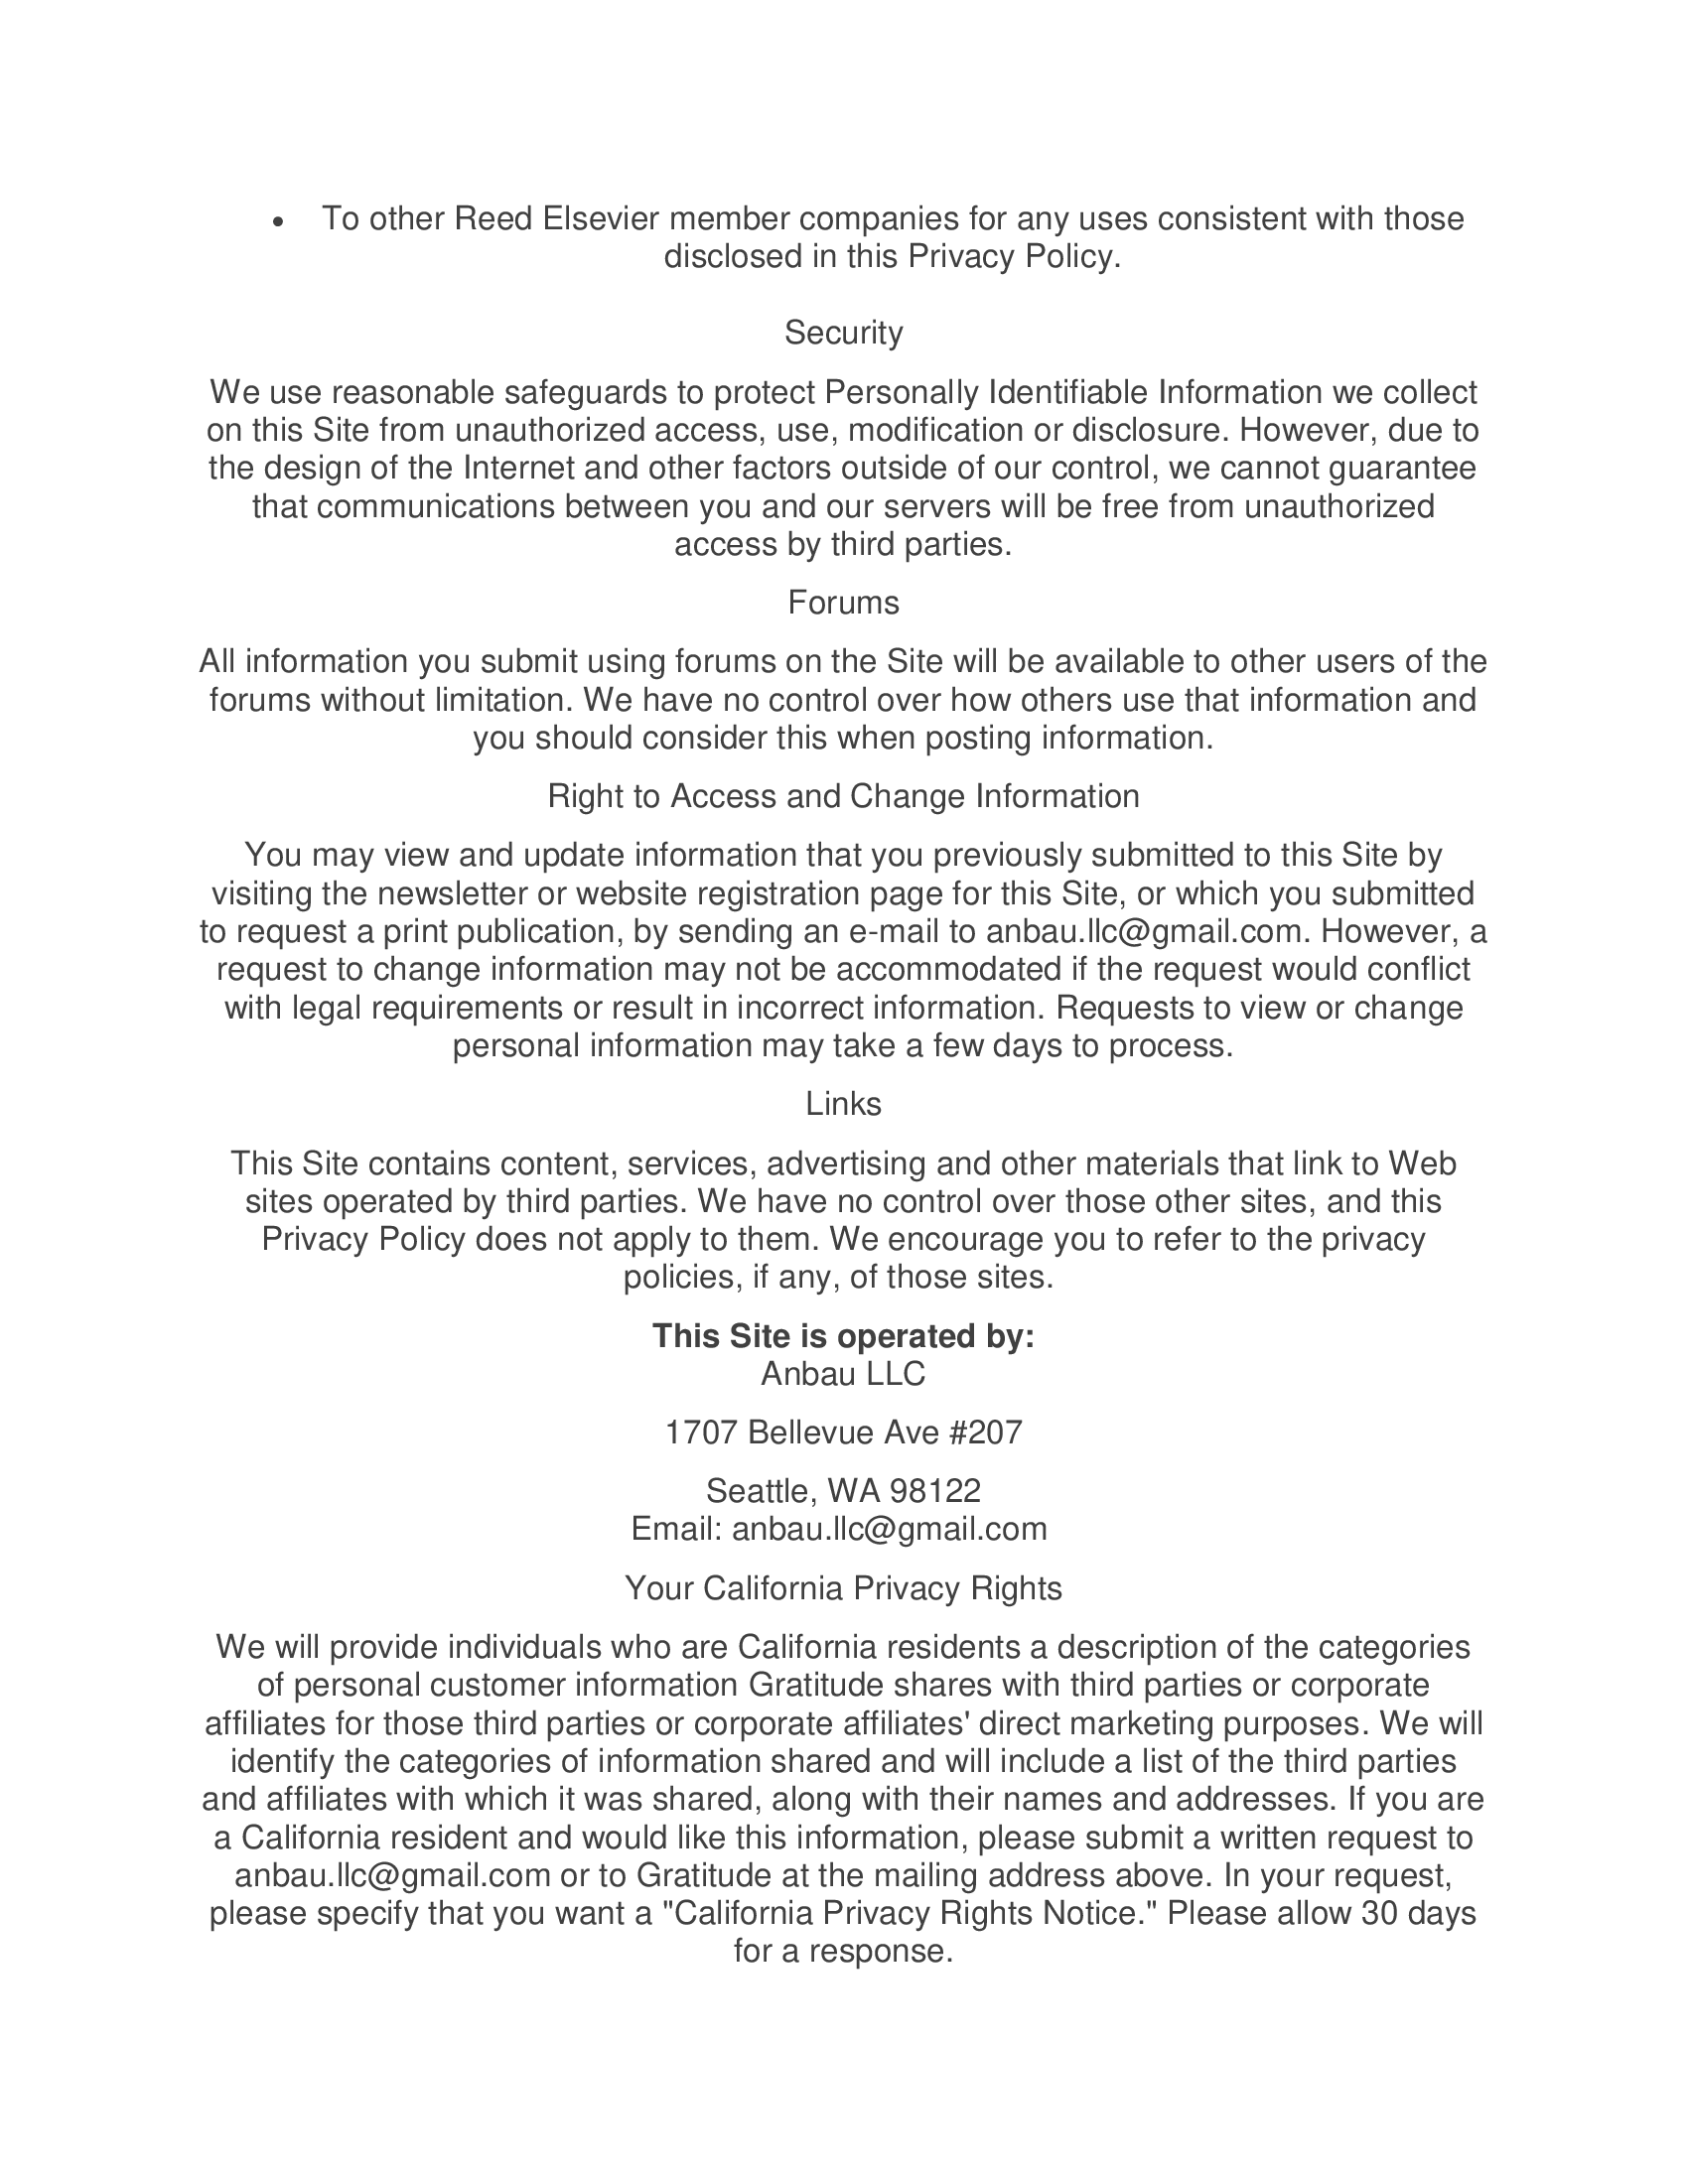 • To other Reed Elsevier member companies for any uses consistent with those
disclosed in this Privacy Policy.
Security
We use reasonable safeguards to protect Personally Identifiable Information we collect
on this Site from unauthorized access, use, modification or disclosure. However, due to
the design of the Internet and other factors outside of our control, we cannot guarantee
that communications between you and our servers will be free from unauthorized
access by third parties.
Forums
All information you submit using forums on the Site will be available to other users of the
forums without limitation. We have no control over how others use that information and
you should consider this when posting information.
Right to Access and Change Information
You may view and update information that you previously submitted to this Site by
visiting the newsletter or website registration page for this Site, or which you submitted
to request a print publication, by sending an e-mail to anbau.llc@gmail.com. However, a
request to change information may not be accommodated if the request would conflict
with legal requirements or result in incorrect information. Requests to view or change
personal information may take a few days to process.
Links
This Site contains content, services, advertising and other materials that link to Web
sites operated by third parties. We have no control over those other sites, and this
Privacy Policy does not apply to them. We encourage you to refer to the privacy
policies, if any, of those sites.
This Site is operated by:
Anbau LLC
1707 Bellevue Ave #207
Seattle, WA 98122
Email: anbau.llc@gmail.com
Your California Privacy Rights
We will provide individuals who are California residents a description of the categories
of personal customer information Gratitude shares with third parties or corporate
affiliates for those third parties or corporate affiliates' direct marketing purposes. We will
identify the categories of information shared and will include a list of the third parties
and affiliates with which it was shared, along with their names and addresses. If you are
a California resident and would like this information, please submit a written request to
anbau.llc@gmail.com or to Gratitude at the mailing address above. In your request,
please specify that you want a "California Privacy Rights Notice." Please allow 30 days
for a response.